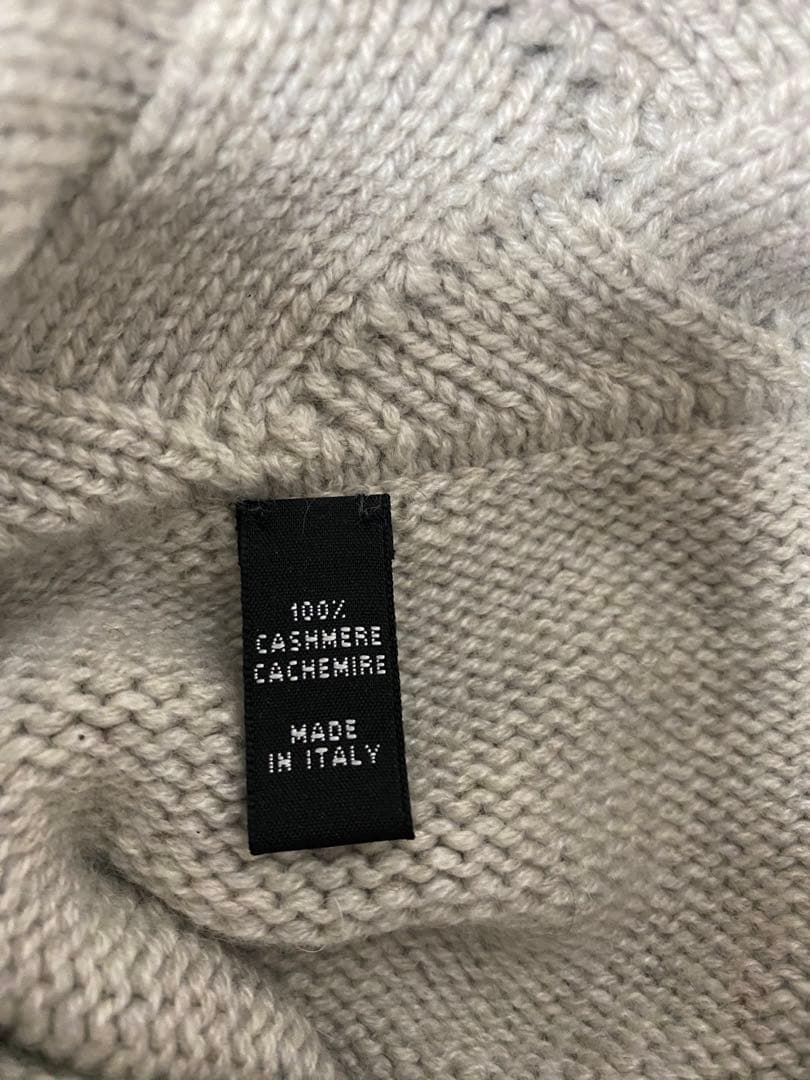 100%
CASHMERE
CACHEMIRE
MADE
IN ITALY